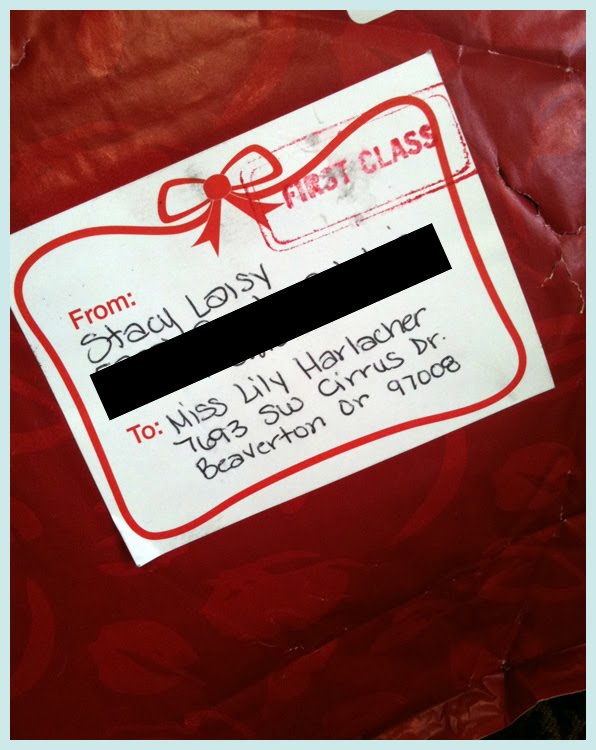 FIRST CLASS
From:
Stacy Loisy
To: Miss Lily Harlacher
7693 SW Cirrus Dr.
Beaverton Or 97008